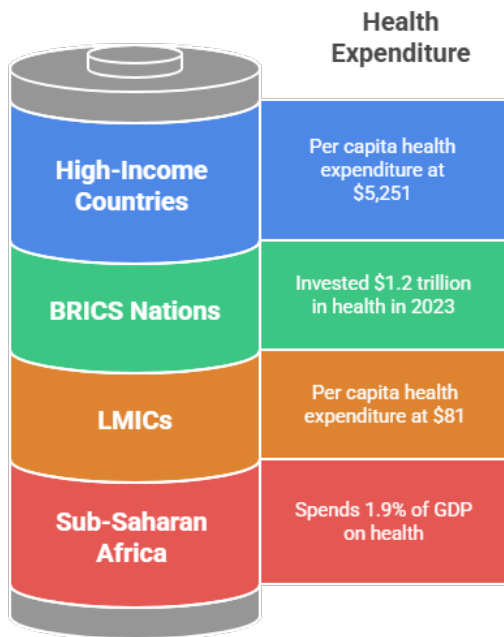 Health
Expenditure
High-Income
Countries
Per capita health
expenditure at
$5,251
BRICS Nations
Invested $1.2 trillion
in health in 2023
LMICs
Per capita health
expenditure at $81
Sub-Saharan
Africa
Spends 1.9% of GDP
on health